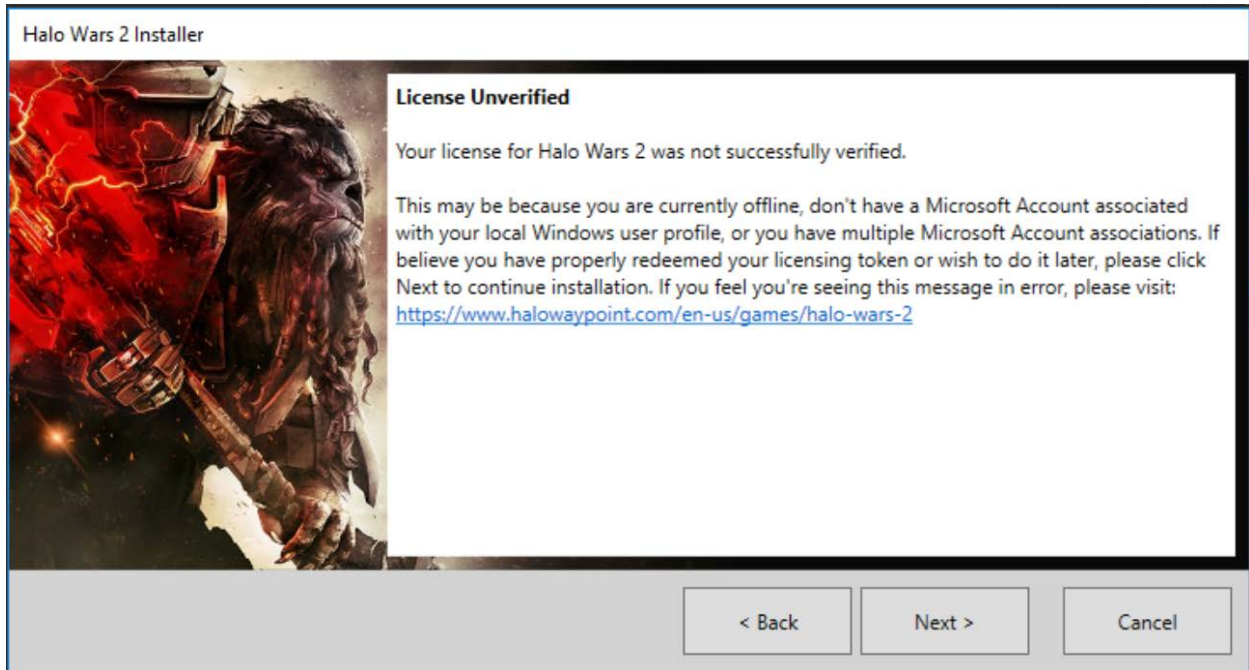 Halo Wars 2 Installer
License Unverified
Your license for Halo Wars 2 was not successfully verified.
This may be because you are currently offline, don't have a Microsoft Account associated
with your local Windows user profile, or you have multiple Microsoft Account associations. If
believe you have properly redeemed your licensing token or wish to do it later, please click
Next to continue installation. If you feel you're seeing this message in error, please visit:
https://www.halowaypoint.com/en-us/games/halo-wars-2
< Back
Next >
Cancel